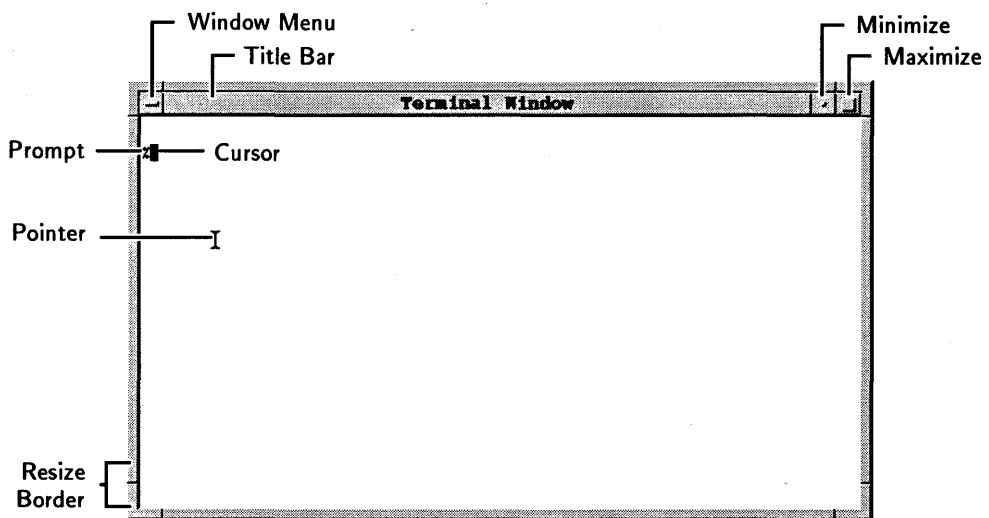 Window Menu
Minimize
Title Bar
Maximize
Terminal Window
Prompt
%
Cursor
Pointer
Resize
Border